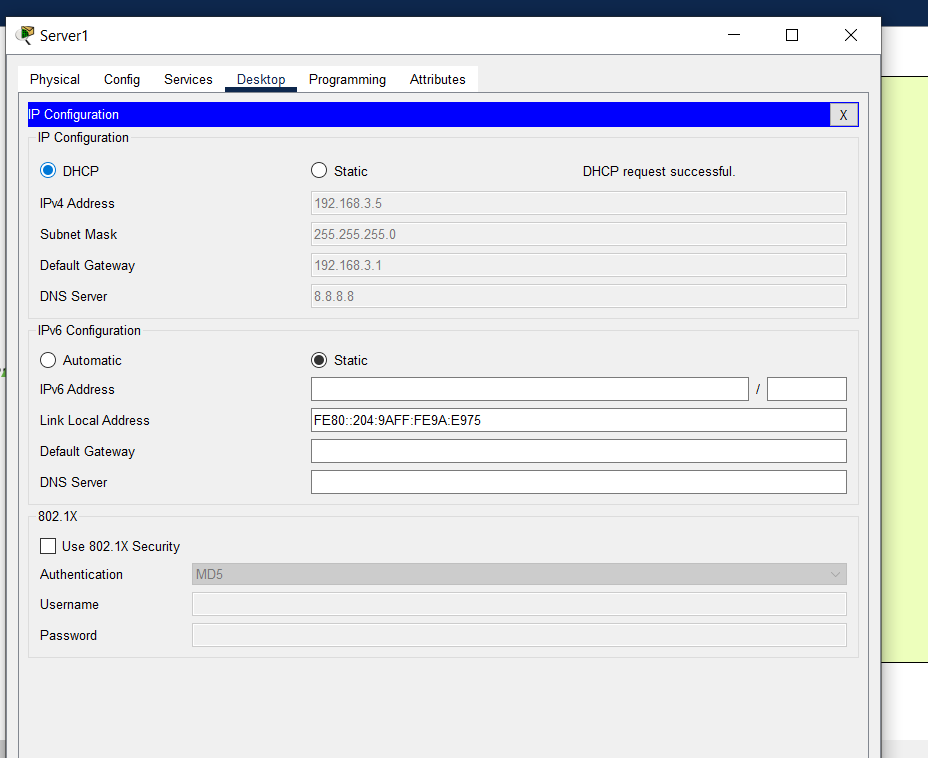 Server1
Physical Config Services Desktop Programming Attributes
IP Configuration X
IP Configuration
DHCP Static DHCP request successful.
IPv4 Address 192.168.3.5
Subnet Mask 255.255.255.0
Default Gateway 192.168.3.1
DNS Server 8.8.8.8
IPv6 Configuration
Automatic Static
IPv6 Address /
Link Local Address FE80::204:9AFF:FE9A:E975
Default Gateway
DNS Server
802.1X
Use 802.1X Security
Authentication MD5
Username
Password